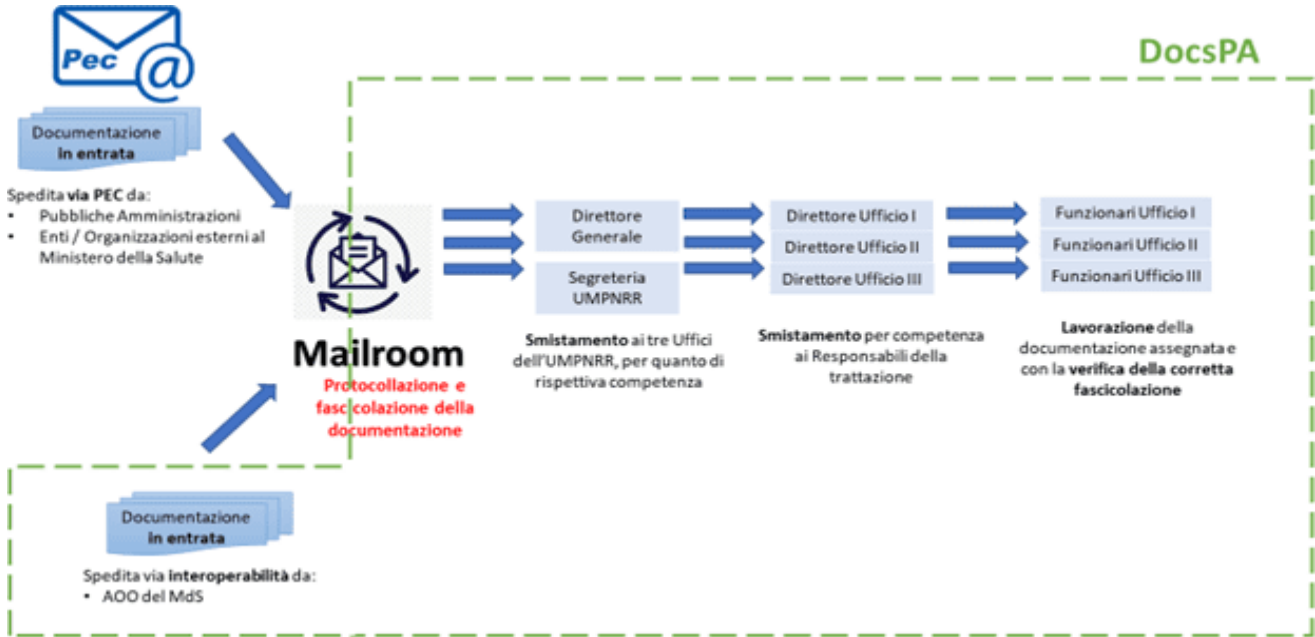 Pec
DocsPA
Documentazione
in entrata
Spedita via PEC da:
• Pubbliche Amministrazioni
• Enti / Organizzazioni esterni al
Ministero della Salute
Mailroom
Protocollazione e
fascicolazione della
documentazione
Direttore
Generale
Segreteria
UMPNRR
Smistamento ai tre Uffici
dell'UMPNRR, per quanto di
rispettiva competenza
Direttore Ufficio I
Direttore Ufficio II
Direttore Ufficio III
Smistamento per competenza
ai Responsabili della
trattazione
Funzionari Ufficio I
Funzionari Ufficio II
Funzionari Ufficio III
Lavorazione della
documentazione assegnata e
con la verifica della corretta
fascicolazione
Documentazione
in entrata
Spedita via interoperabilità da:
• AOO del MdS